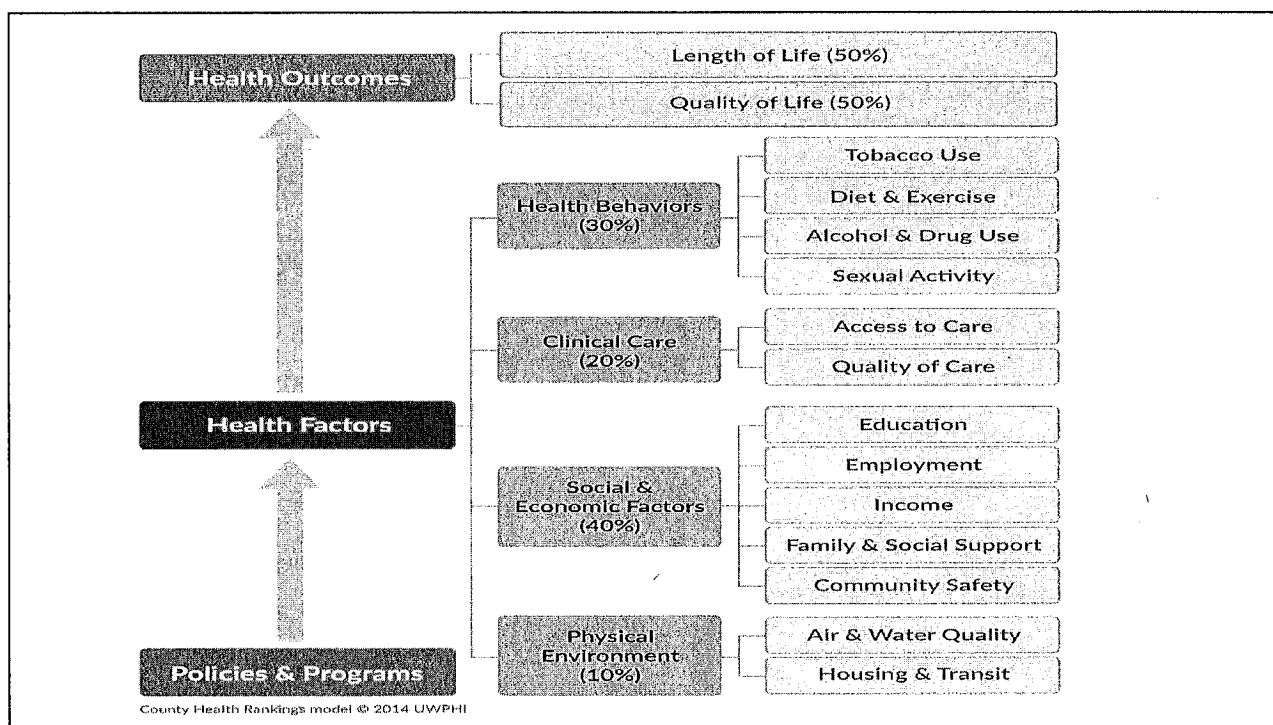 Health Outcomes
Length of Life (50%)
Quality of Life (50%)
Health Behaviors
(30%)
Tobacco Use
Diet & Exercise
Alcohol & Drug Use
Sexual Activity
Clinical Care
(20%)
Access to Care
Quality of Care
Health Factors
Social &
Economic Factors
(40%)
Education
Employment
Income
Family & Social Support
Community Safety
Physical
Environment
(10%)
Air & Water Quality
Housing & Transit
Policies & Programs
County Health Rankings model © 2014 UWPHI